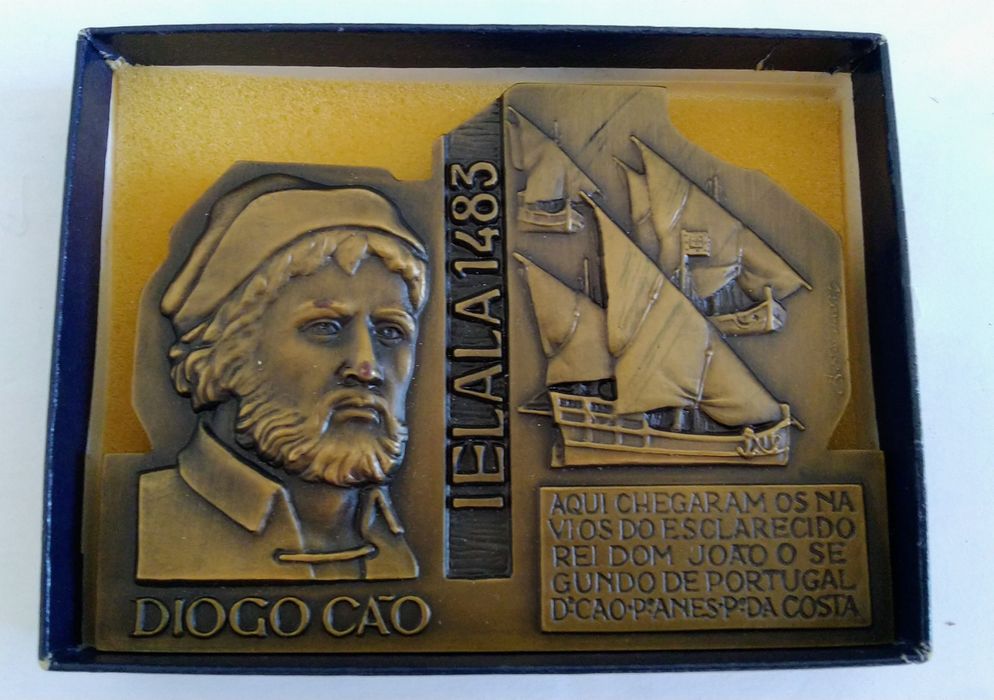 DIOGO CÃO
IELALA 1483
AQUI CHEGARAM OS NA
VIOS DO ESCLARECIDO
REI DOM JOÃO O SE
GUNDO DE PORTUGAL
Dº CAO·Pº ANES·Pº DA COSTA